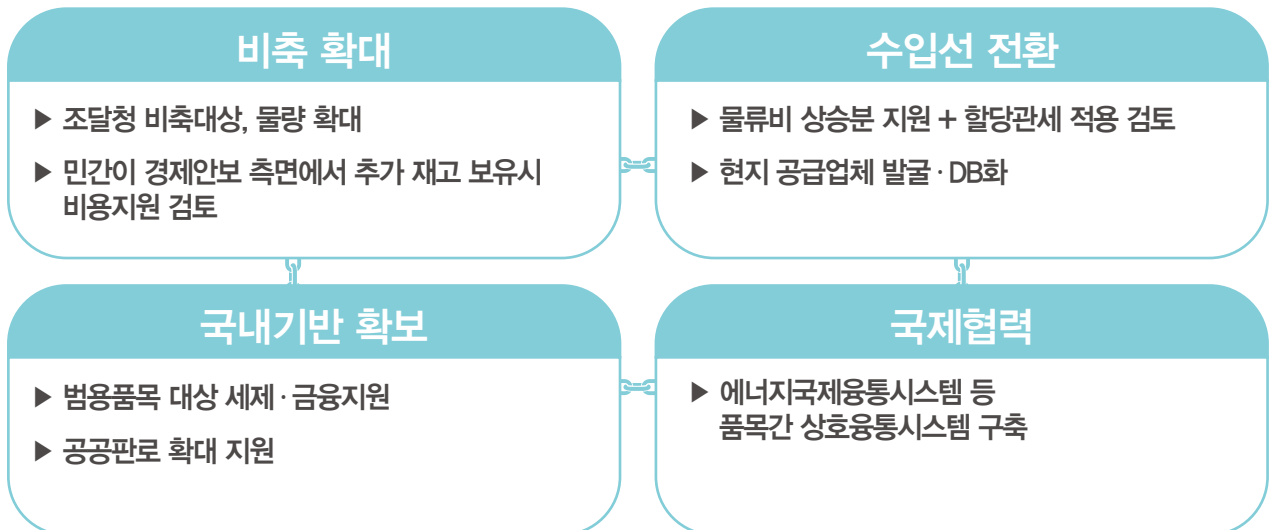 비축 확대
▶ 조달청 비축대상, 물량 확대
▶ 민간이 경제안보 측면에서 추가 재고 보유시
비용지원 검토
수입선 전환
▶ 물류비 상승분 지원 + 할당관세 적용 검토
▶ 현지 공급업체 발굴·DB화
국내기반 확보
▶ 범용품목 대상 세제·금융지원
▶ 공공판로 확대 지원
국제협력
▶ 에너지국제융통시스템 등
품목간 상호융통시스템 구축